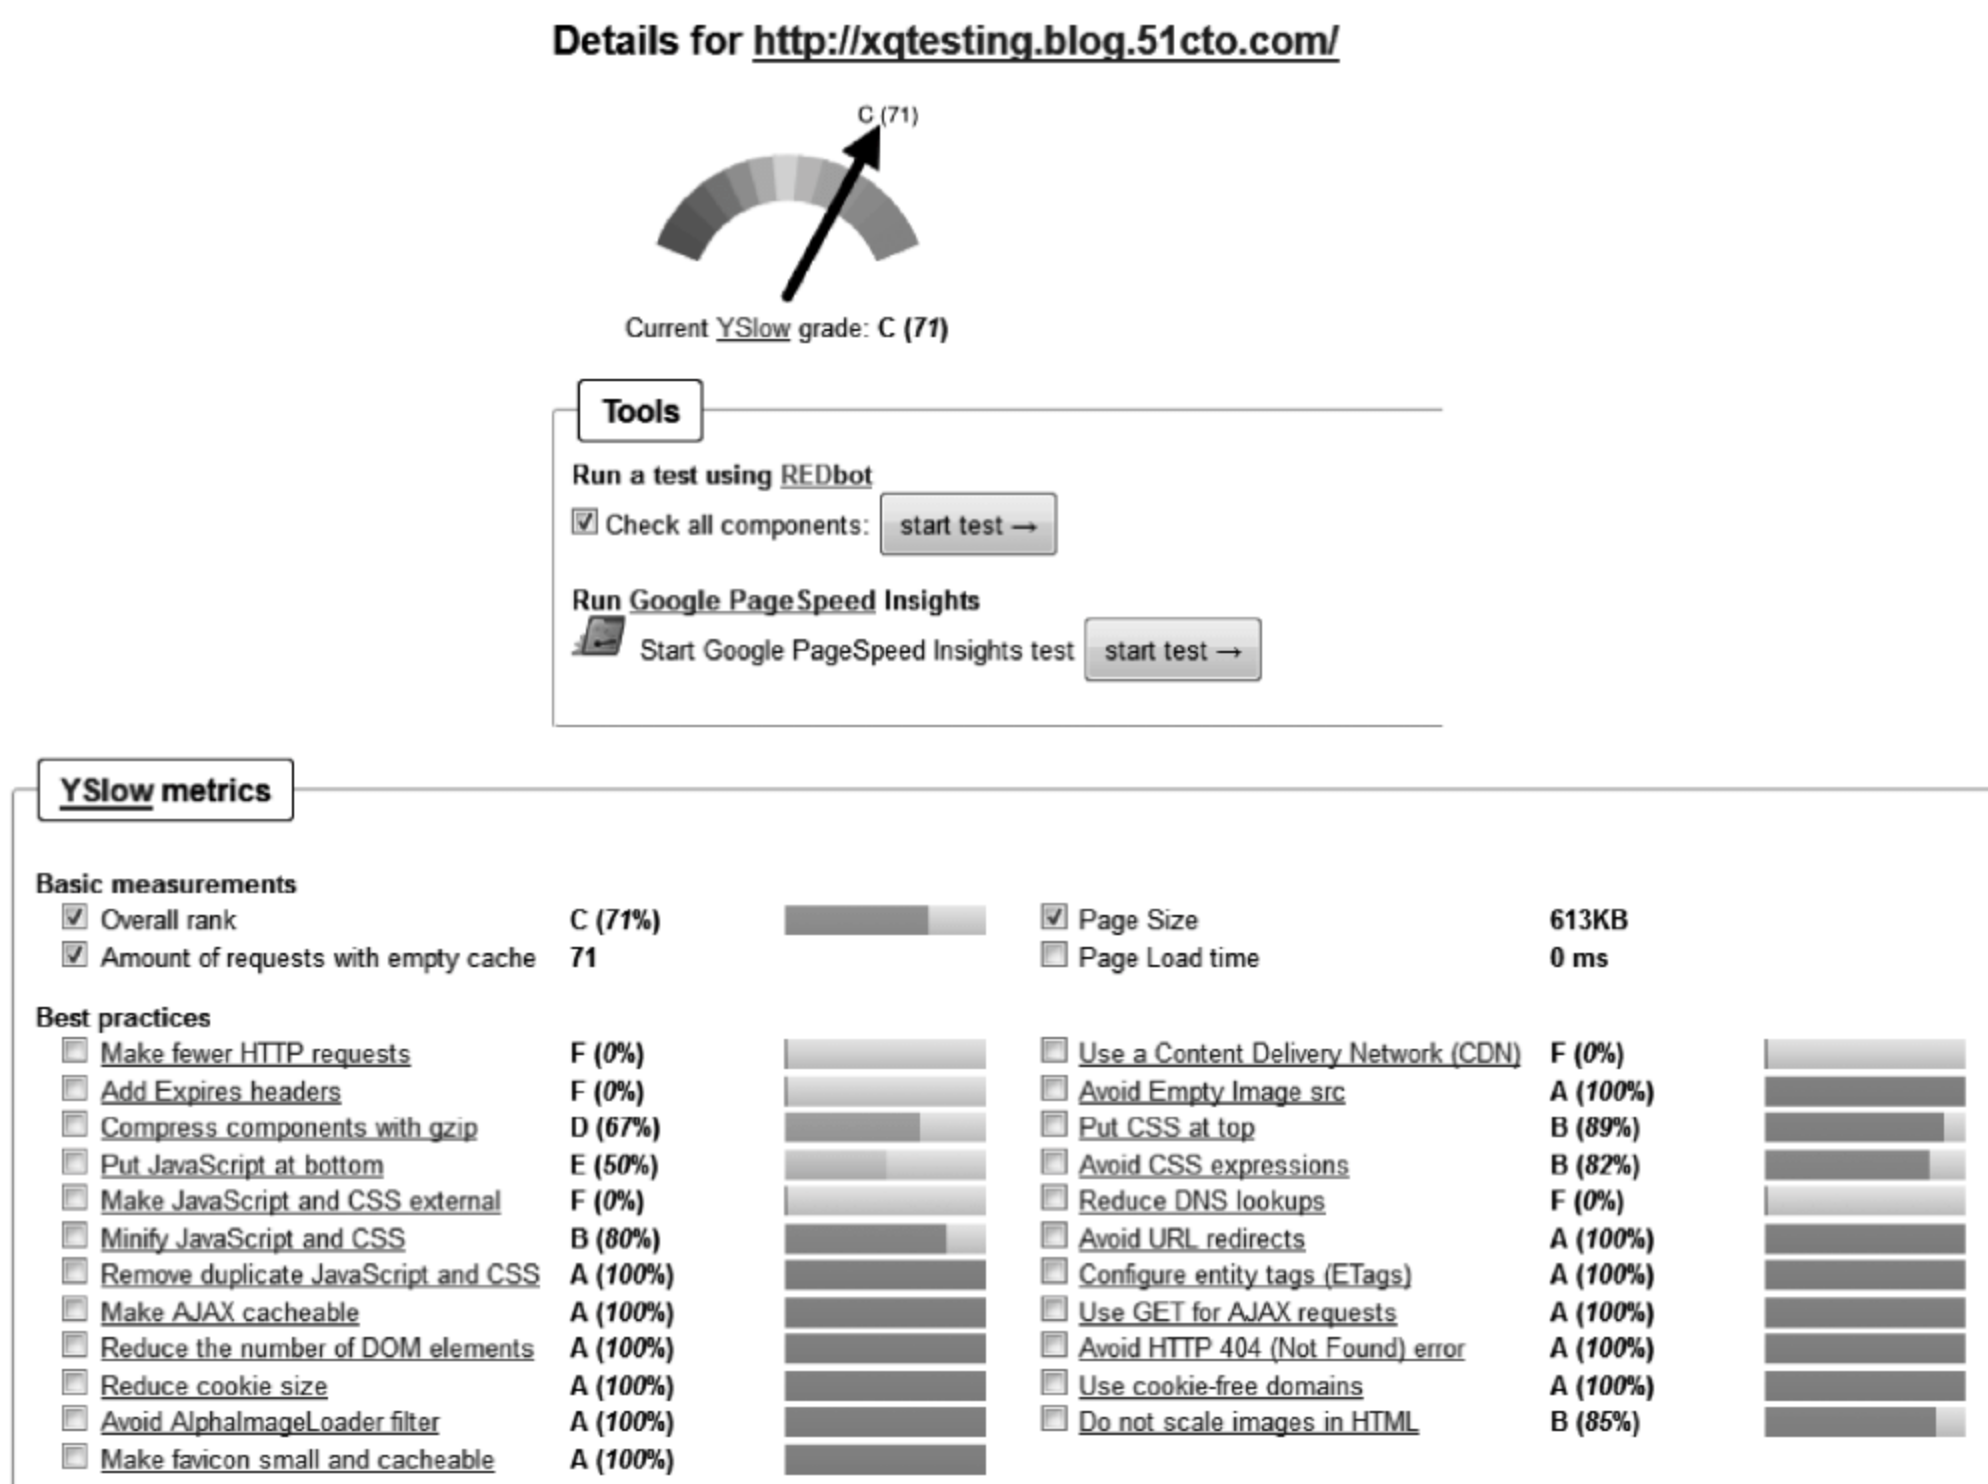 Details for http://xqtesting.blog.51cto.com/
C (71)
Current YSlow grade: C (71)
Tools
Run a test using REDbot
Check all components: start test →
Run Google PageSpeed Insights
Start Google PageSpeed Insights test start test →
YSlow metrics
Basic measurements
Overall rank C (71%) Page Size 613KB
Amount of requests with empty cache 71 Page Load time 0 ms
Best practices
Make fewer HTTP requests F (0%) Use a Content Delivery Network (CDN) F (0%)
Add Expires headers F (0%) Avoid Empty Image src A (100%)
Compress components with gzip D (67%) Put CSS at top B (89%)
Put JavaScript at bottom E (50%) Avoid CSS expressions B (82%)
Make JavaScript and CSS external F (0%) Reduce DNS lookups F (0%)
Minify JavaScript and CSS B (80%) Avoid URL redirects A (100%)
Remove duplicate JavaScript and CSS A (100%) Configure entity tags (ETags) A (100%)
Make AJAX cacheable A (100%) Use GET for AJAX requests A (100%)
Reduce the number of DOM elements A (100%) Avoid HTTP 404 (Not Found) error A (100%)
Reduce cookie size A (100%) Use cookie-free domains A (100%)
Avoid AlphaImageLoader filter A (100%) Do not scale images in HTML B (85%)
Make favicon small and cacheable A (100%)